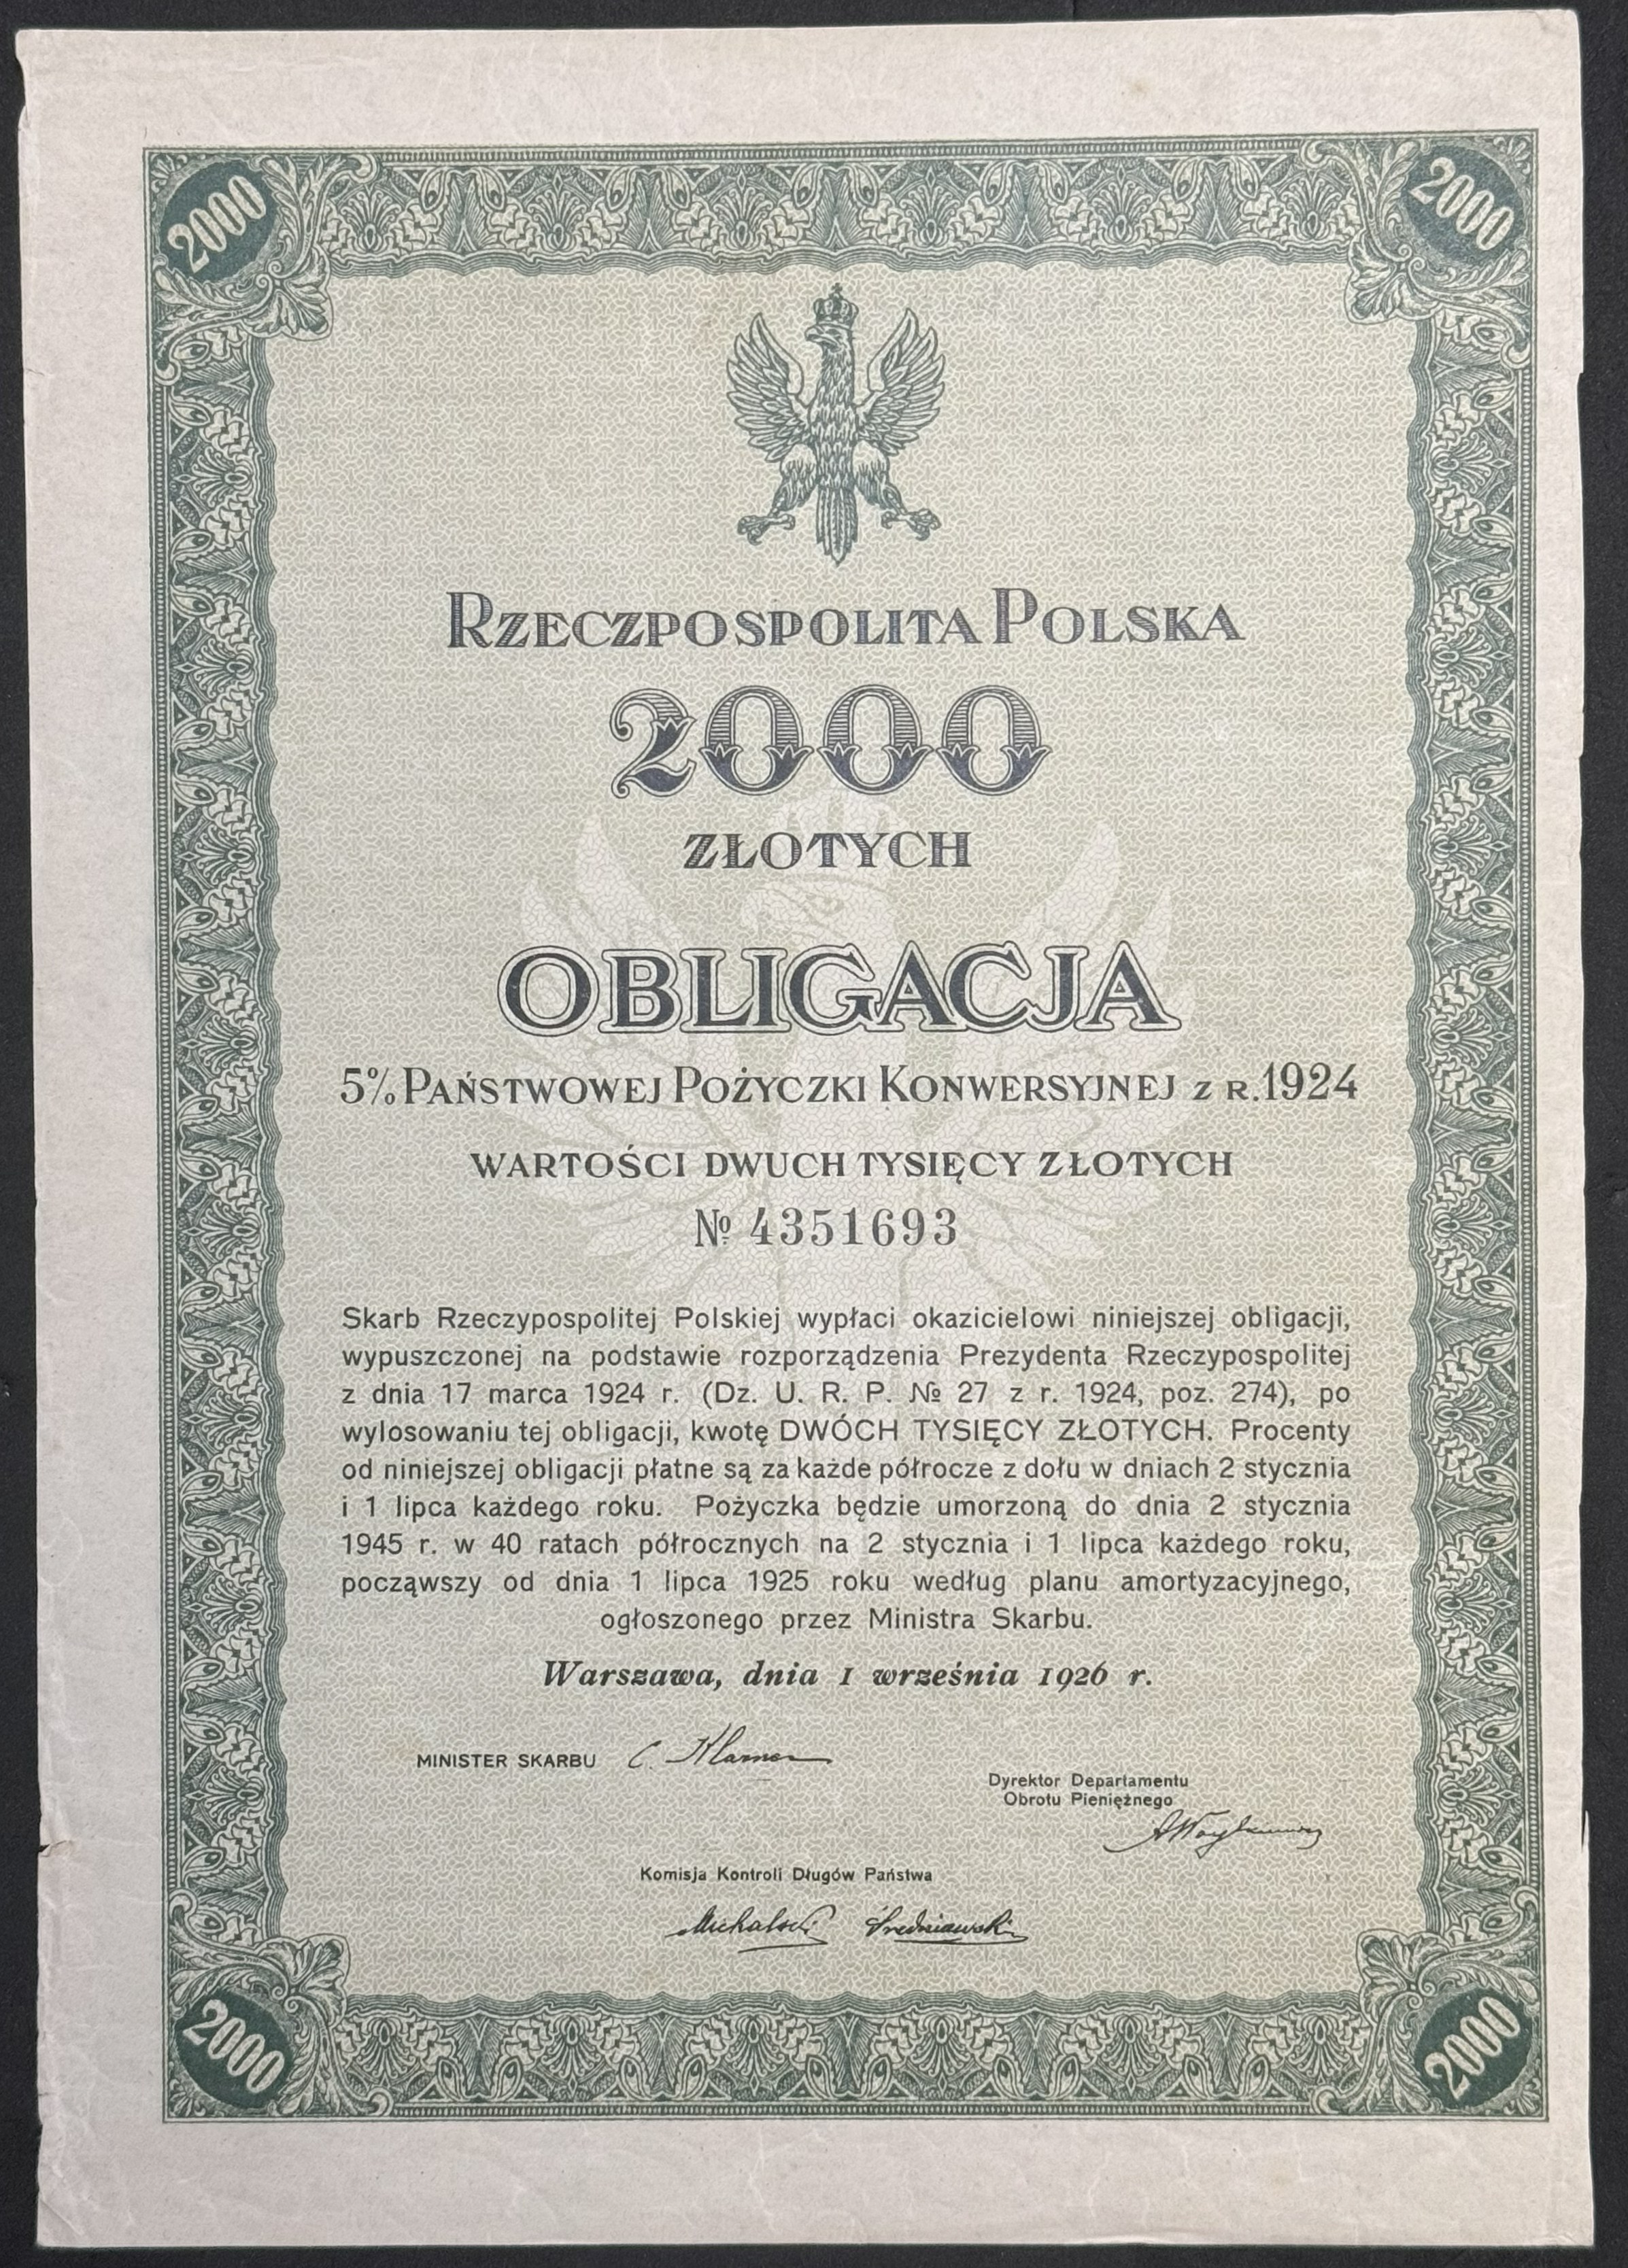 2000 2000
RZECZPOSPOLITA POLSKA
2000
ZŁOTYCH
OBLIGACJA
5% PAŃSTWOWEJ POŻYCZKI KONWERSYJNEJ Z R. 1924
WARTOŚCI DWUCH TYSIĘCY ZŁOTYCH
№ 4351693
Skarb Rzeczypospolitej Polskiej wypłaci okazicielowi niniejszej obligacji,
wypuszczonej na podstawie rozporządzenia Prezydenta Rzeczypospolitej
z dnia 17 marca 1924 r. (Dz. U. R. P. № 27 z r. 1924, poz. 274), po
wylosowaniu tej obligacji, kwotę DWÓCH TYSIĘCY ZŁOTYCH. Procenty
od niniejszej obligacji płatne są za każde półrocze z dołu w dniach 2 stycznia
i 1 lipca każdego roku. Pożyczka będzie umorzoną do dnia 2 stycznia
1945 r. w 40 ratach półrocznych na 2 stycznia i 1 lipca każdego roku,
począwszy od dnia 1 lipca 1925 roku według planu amortyzacyjnego,
ogłoszonego przez Ministra Skarbu.
Warszawa, dnia 1 września 1926 r.
MINISTER SKARBU C. Klarner
Dyrektor Departamentu
Obrotu Pieniężnego
Komisja Kontroli Długów Państwa
Michalski Średniawski
2000 2000